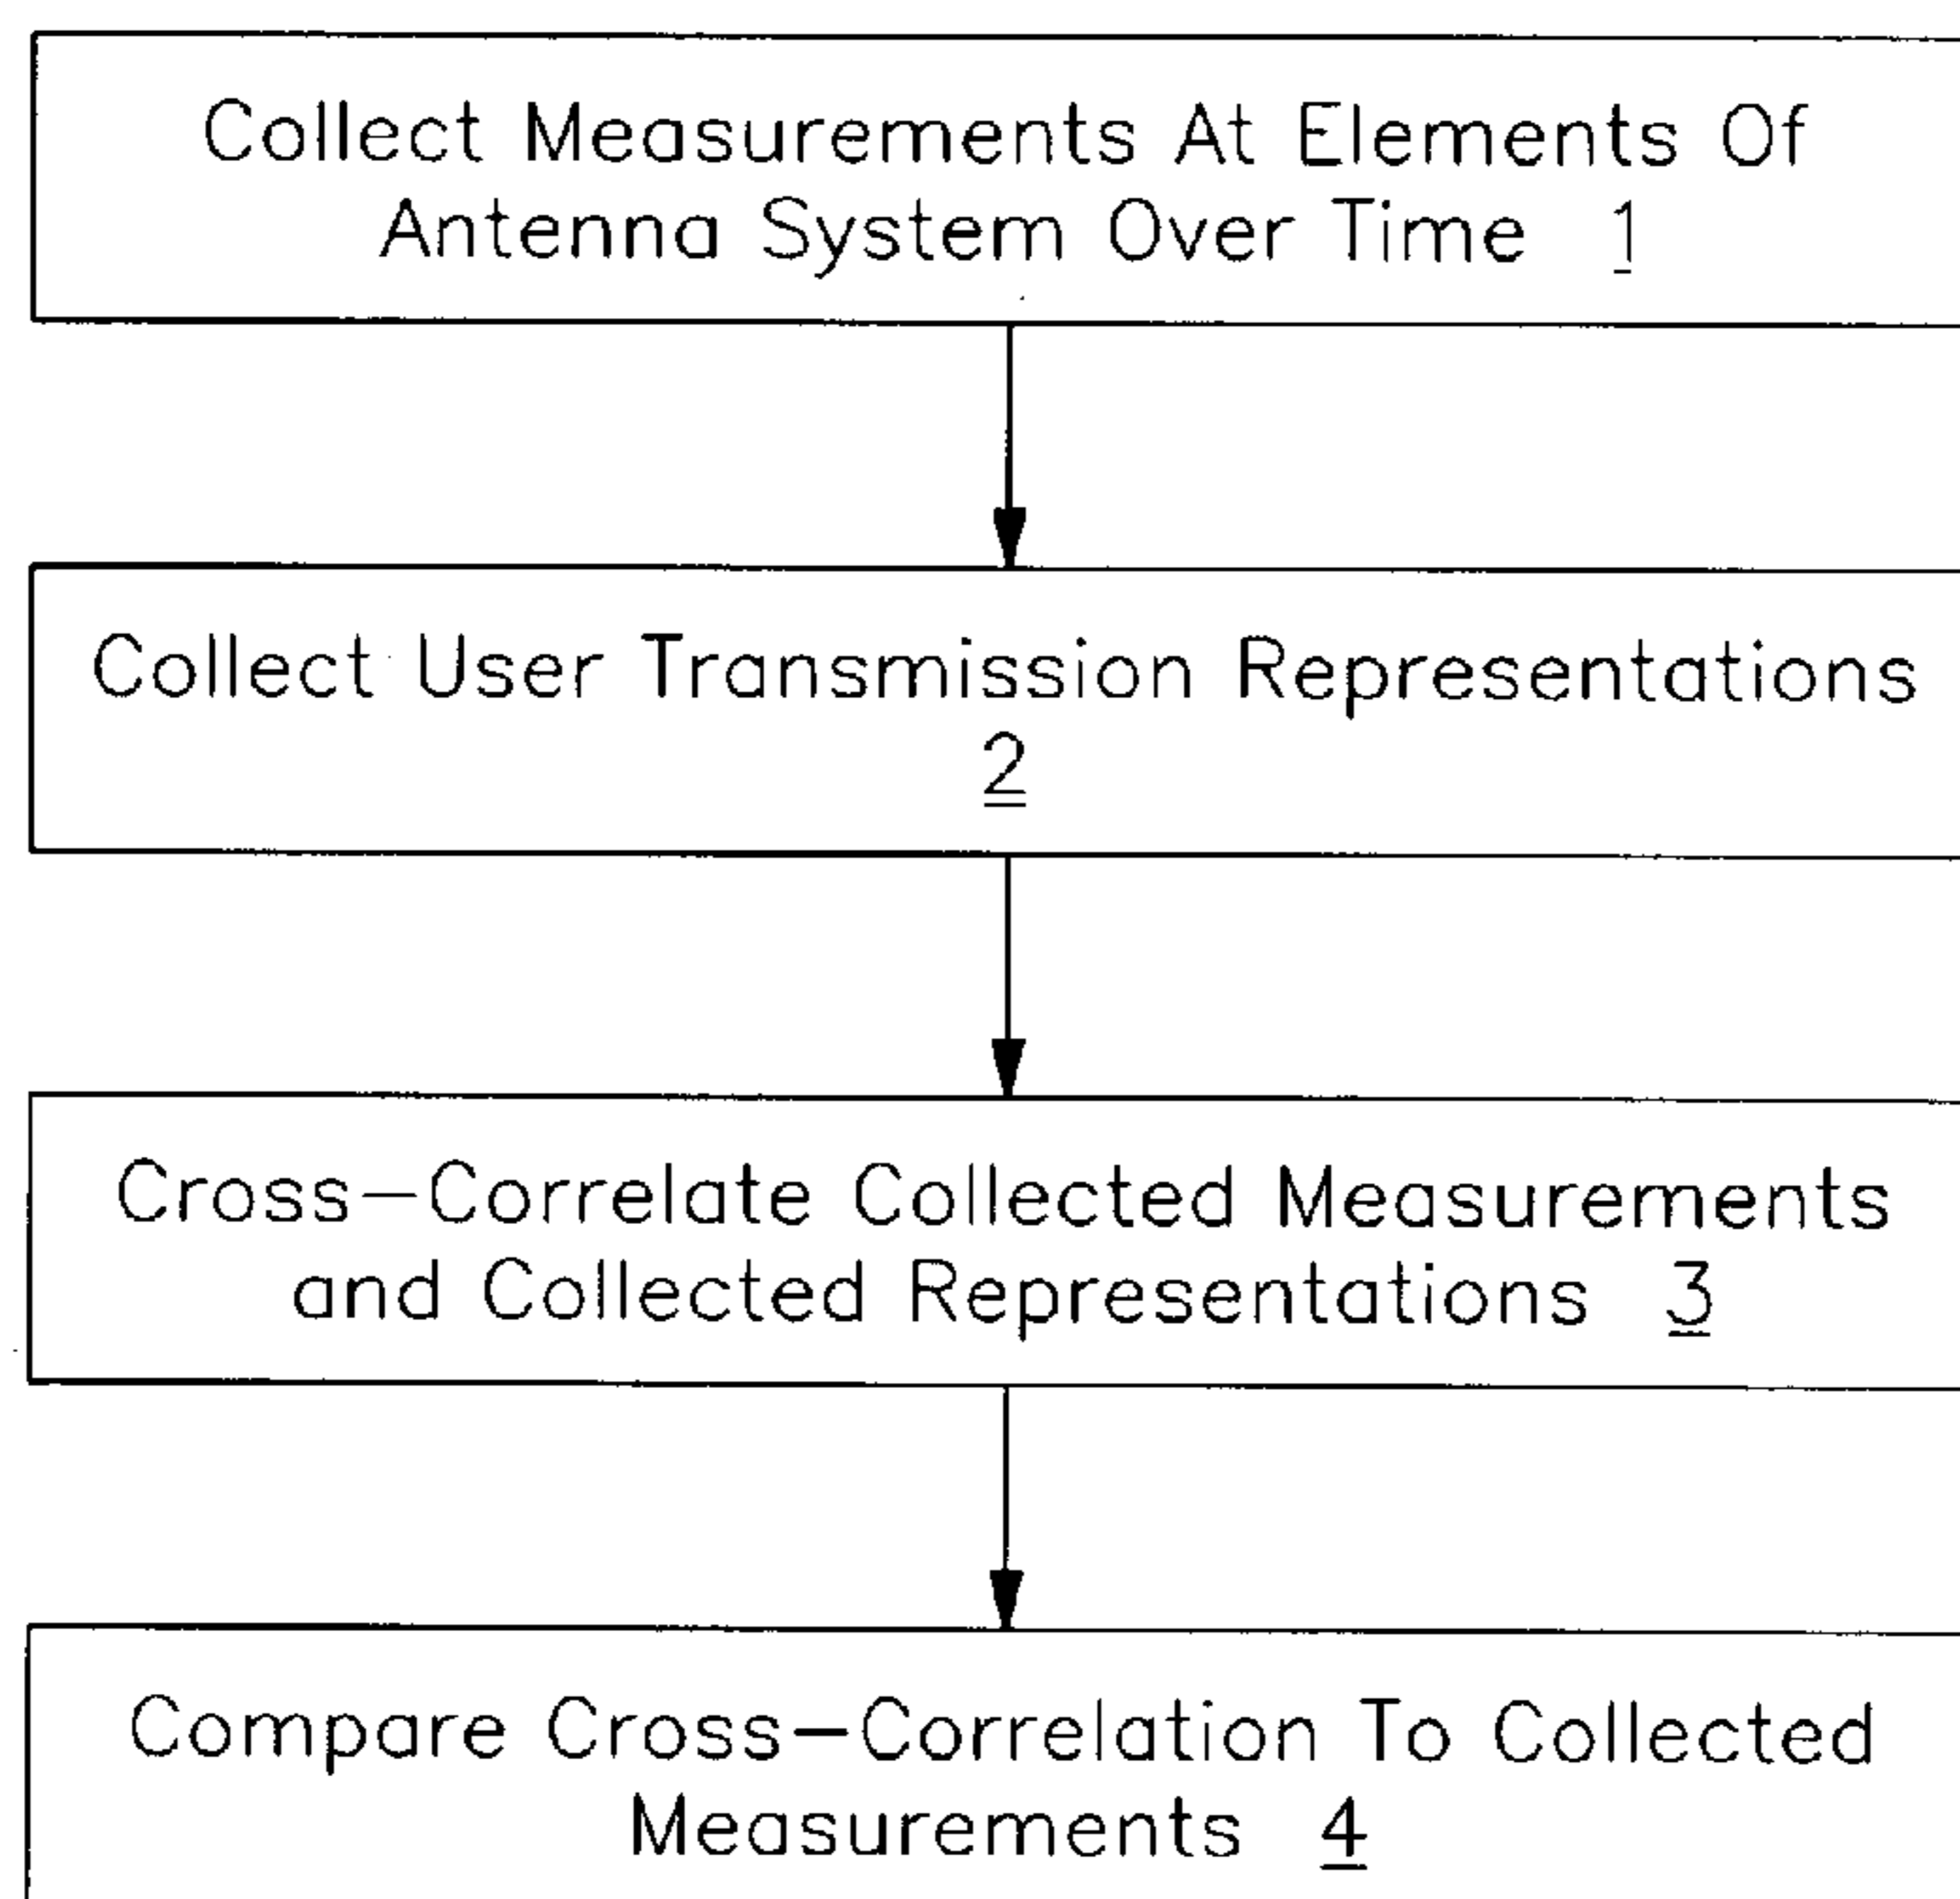 Collect Measurements At Elements Of
Antenna System Over Time 1
Collect User Transmission Representations
2
Cross-Correlate Collected Measurements
and Collected Representations 3
Compare Cross-Correlation To Collected
Measurements 4